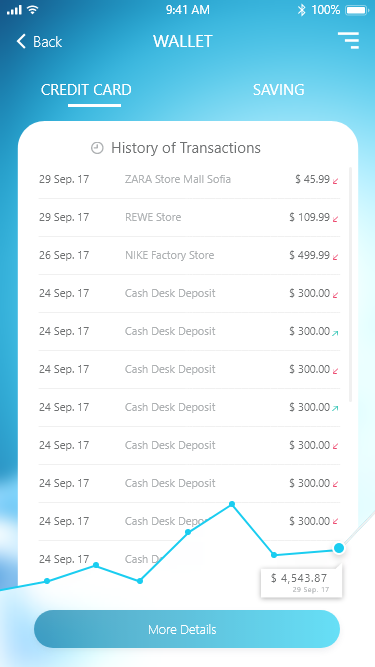 9:41 AM 100%
Back WALLET
CREDIT CARD SAVING
History of Transactions
29 Sep. 17 ZARA Store Mall Sofia $ 45.99
29 Sep. 17 REWE Store $ 109.99
26 Sep. 17 NIKE Factory Store $ 499.99
24 Sep. 17 Cash Desk Deposit $ 300.00
24 Sep. 17 Cash Desk Deposit $ 300.00
24 Sep. 17 Cash Desk Deposit $ 300.00
24 Sep. 17 Cash Desk Deposit $ 300.00
24 Sep. 17 Cash Desk Deposit $ 300.00
24 Sep. 17 Cash Desk Deposit $ 300.00
24 Sep. 17 Cash Desk Depo $ 300.00
24 Sep. 17 Cash
$ 4,543.87
29 Sep. 17
More Details